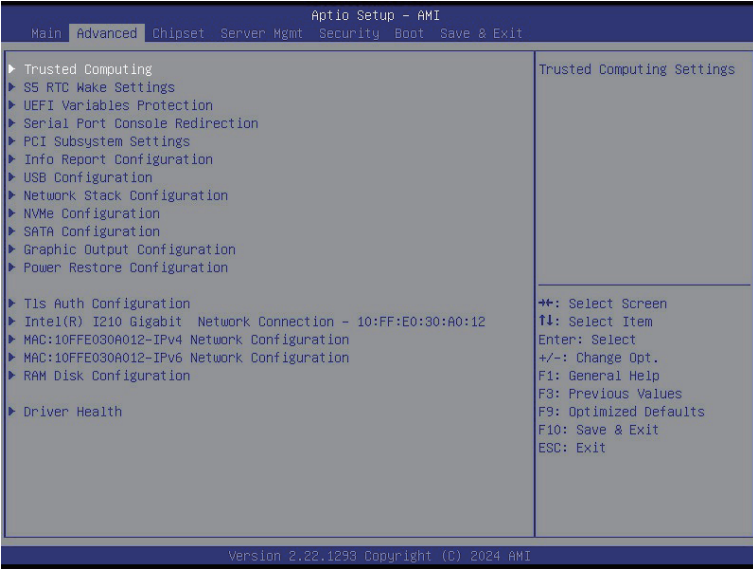 Aptio Setup – AMI
Main Advanced Chipset Server Mgmt Security Boot Save & Exit
Trusted Computing
S5 RTC Wake Settings
UEFI Variables Protection
Serial Port Console Redirection
PCI Subsystem Settings
Info Report Configuration
USB Configuration
Network Stack Configuration
NVMe Configuration
SATA Configuration
Graphic Output Configuration
Power Restore Configuration
Tls Auth Configuration
Intel(R) I210 Gigabit Network Connection – 10:FF:E0:30:A0:12
MAC:10FFE030A012-IPv4 Network Configuration
MAC:10FFE030A012-IPv6 Network Configuration
RAM Disk Configuration
Driver Health
Trusted Computing Settings
→←: Select Screen
↑↓: Select Item
Enter: Select
+/-: Change Opt.
F1: General Help
F3: Previous Values
F9: Optimized Defaults
F10: Save & Exit
ESC: Exit
Version 2.22.1293 Copyright (C) 2024 AMI